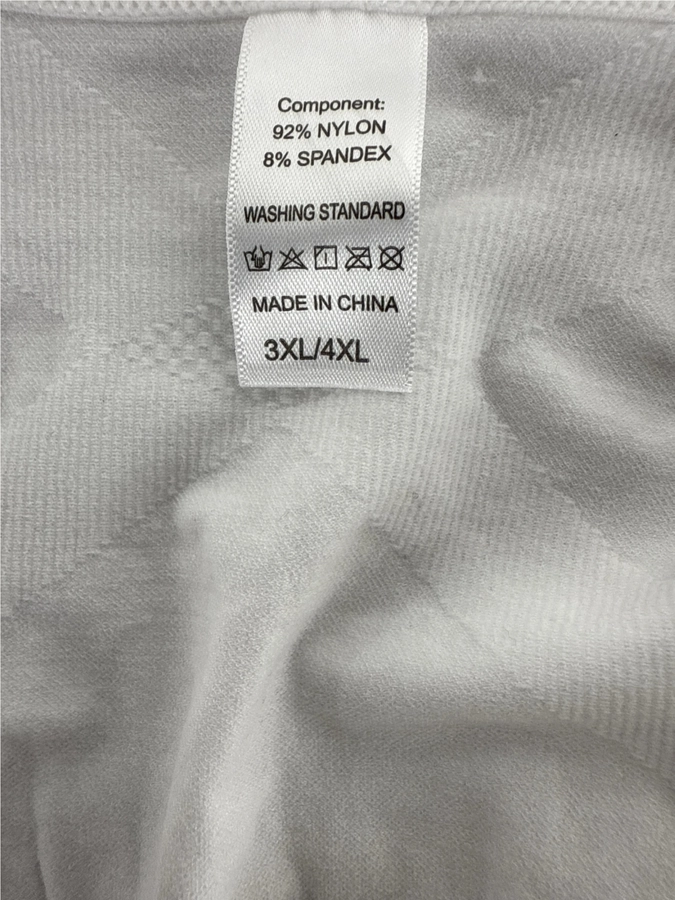 Component:
92% NYLON
8% SPANDEX
WASHING STANDARD
MADE IN CHINA
3XL/4XL